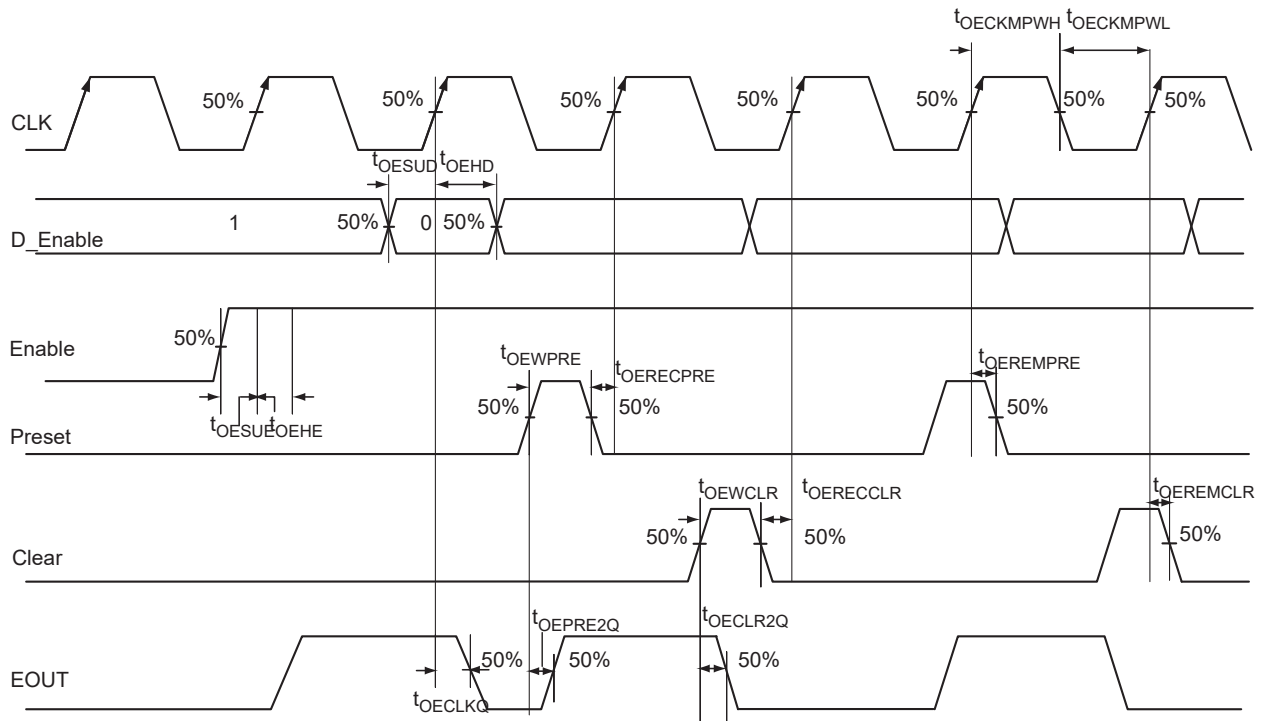 tOECKMPWH tOECKMPWL
50% 50% 50% 50% 50% 50% 50%
CLK
tOESUD tOEHD
1 50% 0 50%
D_Enable
50%
Enable
tOEWPRE
tOERECPRE
tOEREMPRE
50% 50% 50%
tOESUE tOEHE
Preset
tOEWCLR tOERECCLR tOEREMCLR
50% 50% 50%
Clear
tOEPRE2Q tOECLR2Q
50% 50% 50%
EOUT
tOECLKQ